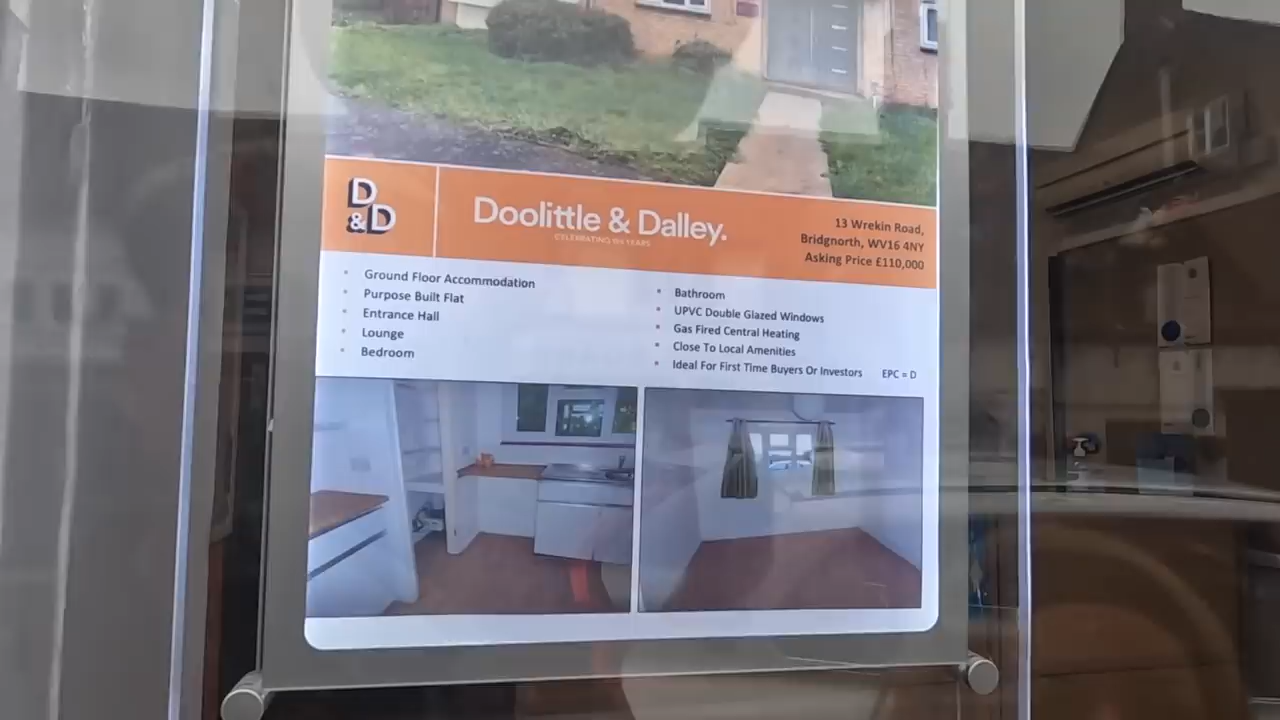 D
&D
Doolittle & Dalley.
CELEBRATING YEARS
13 Wrekin Road,
Bridgnorth, WV16 4NY
Asking Price £110,000
Ground Floor Accommodation
Purpose Built Flat
Entrance Hall
Lounge
Bedroom
Bathroom
UPVC Double Glazed Windows
Gas Fired Central Heating
Close To Local Amenities
Ideal For First Time Buyers Or Investors
EPC = D